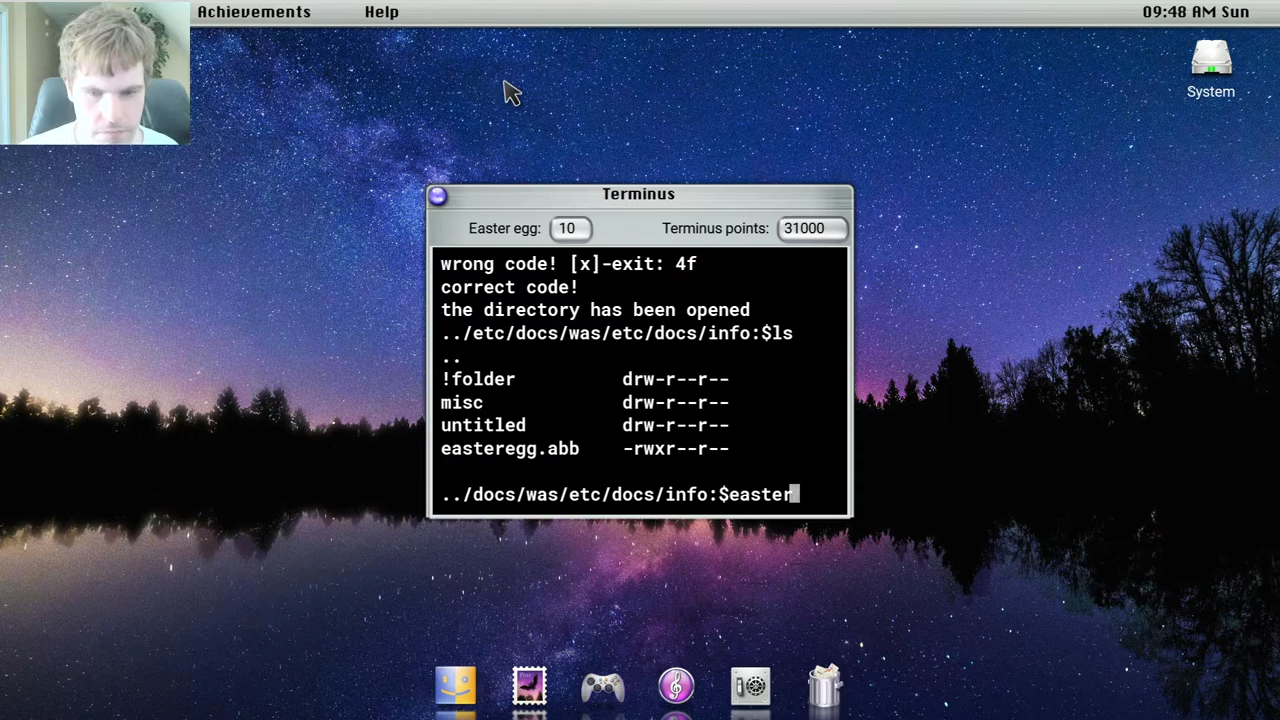 Achievements Help 09:48 AM Sun
System
Terminus
Easter egg: 10 Terminus points: 31000
wrong code! [x]-exit: 4f
correct code!
the directory has been opened
../etc/docs/was/etc/docs/info:$ls
..
!folder drw-r--r--
misc drw-r--r--
untitled drw-r--r--
easteregg.abb -rwxr--r--
../docs/was/etc/docs/info:$easter